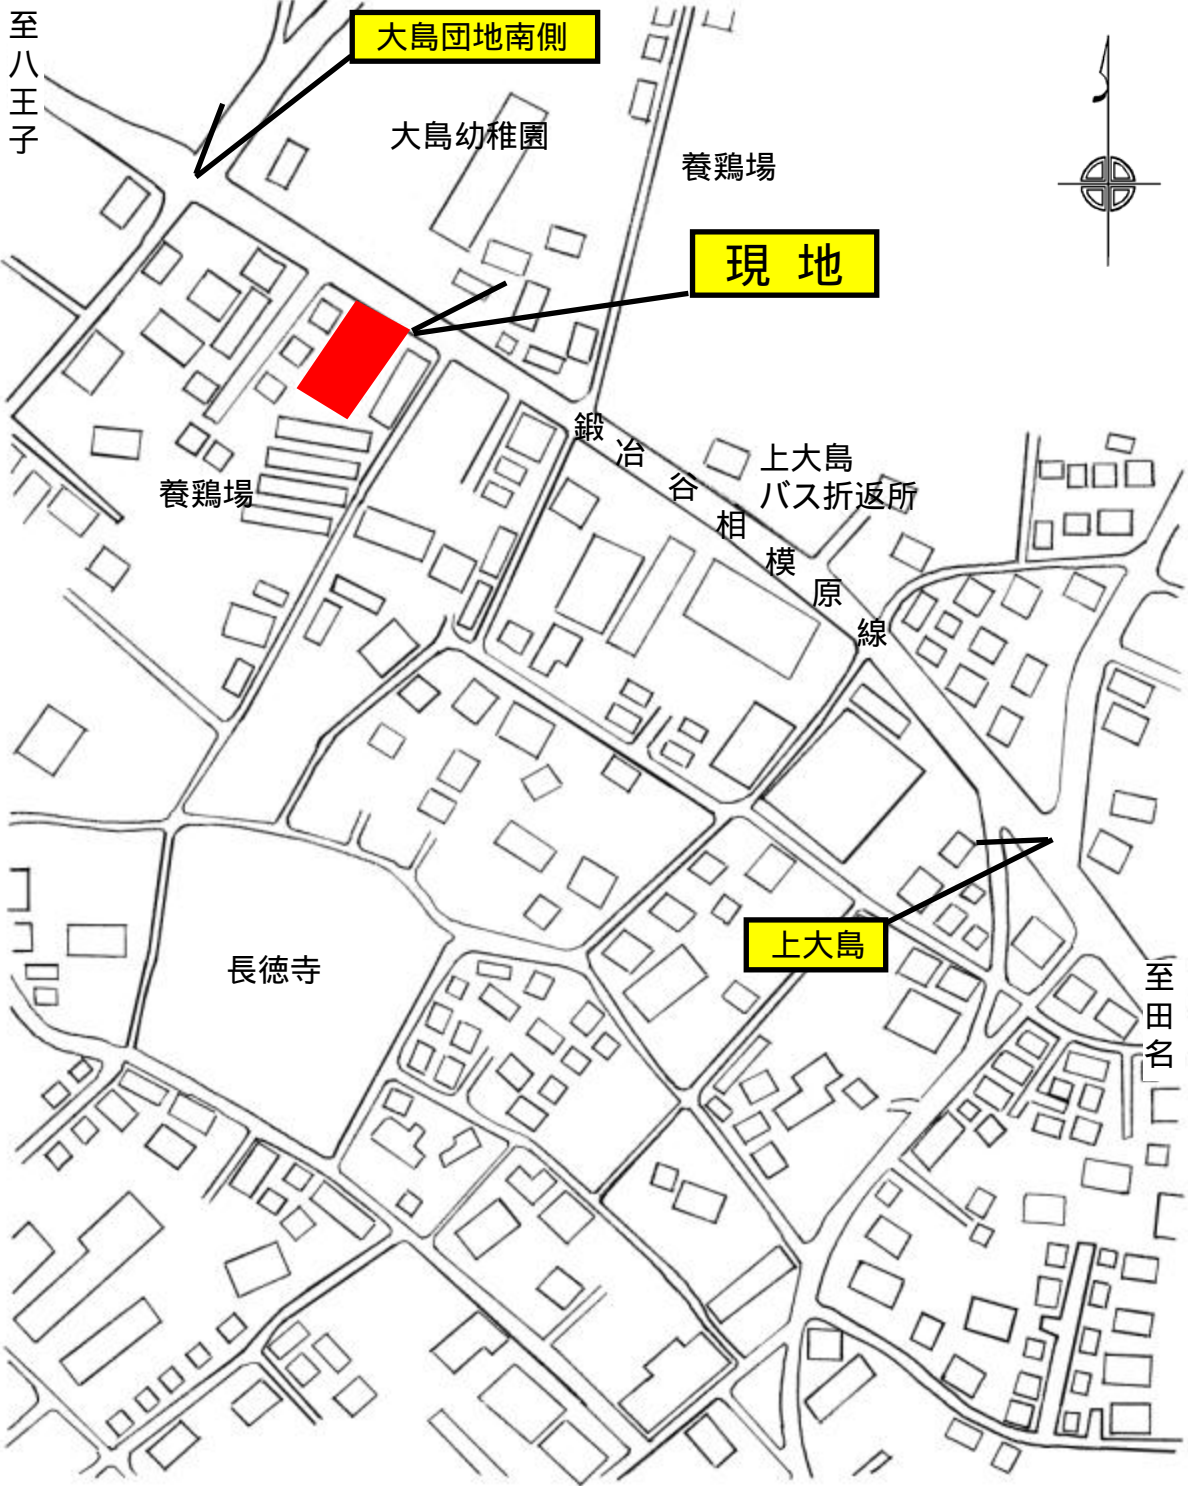 至八王子
大島団地南側
大島幼稚園
養鶏場
現 地
鍛冶谷相模原線
上大島
バス折返所
養鶏場
上大島
長徳寺
至田名